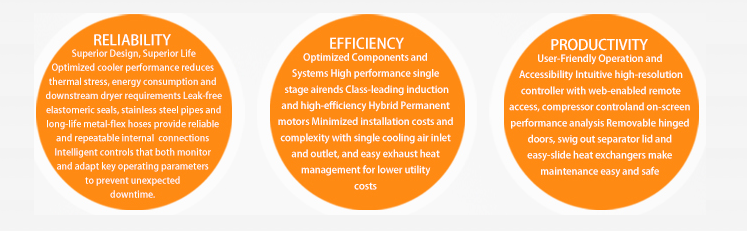 RELIABILITY
Superior Design, Superior Life
Optimized cooler performance reduces
thermal stress, energy consumption and
downstream dryer requirements Leak-free
elastomeric seals, stainless steel pipes and
long-life metal-flex hoses provide reliable
and repeatable internal connections
Intelligent controls that both monitor
and adapt key operating parameters
to prevent unexpected
downtime.
EFFICIENCY
Optimized Components and
Systems High performance single
stage airends Class-leading induction
and high-efficiency Hybrid Permanent
motors Minimized installation costs and
complexity with single cooling air inlet
and outlet, and easy exhaust heat
management for lower utility
costs
PRODUCTIVITY
User-Friendly Operation and
Accessibility Intuitive high-resolution
controller with web-enabled remote
access, compressor controland on-screen
performance analysis Removable hinged
doors, swig out separator lid and
easy-slide heat exchangers make
maintenance easy and safe